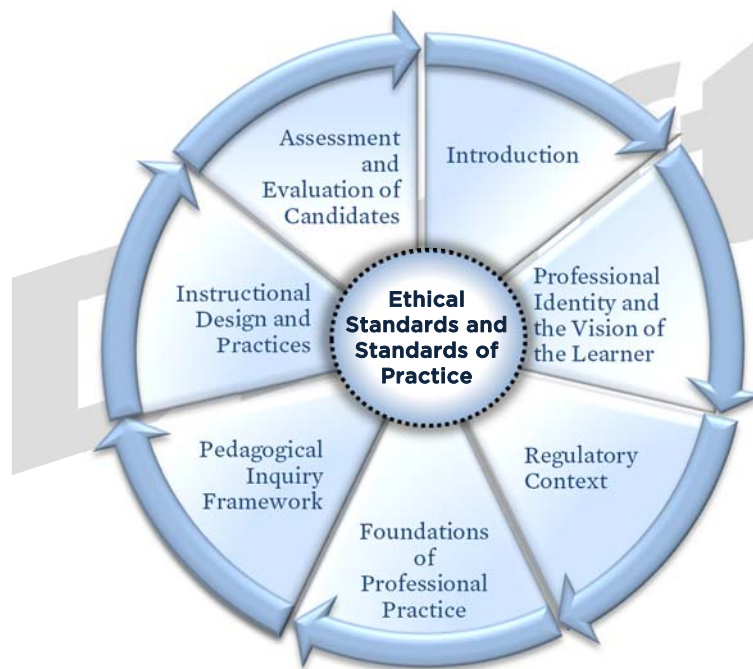 Ethical
Standards and
Standards of
Practice
Introduction
Professional
Identity and
the Vision of
the Learner
Regulatory
Context
Foundations
of
Professional
Practice
Pedagogical
Inquiry
Framework
Instructional
Design and
Practices
Assessment
and
Evaluation of
Candidates